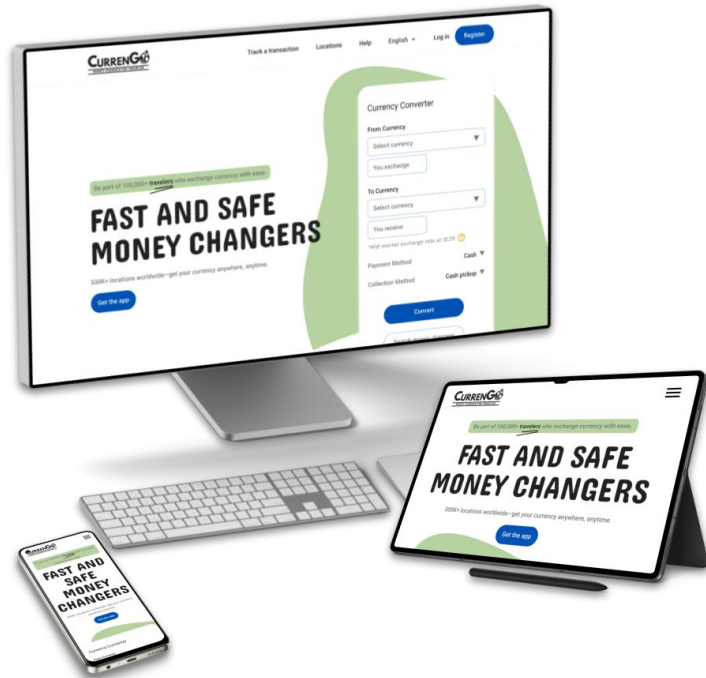 CURRENGO
Track a transaction
Locations
Help
English
Log in
Register
Be part of 100,000+ travelers who exchange currency with ease.
FAST AND SAFE
MONEY CHANGERS
500K+ locations worldwide—get your currency anywhere, anytime.
Get the app
Currency Converter
From Currency
Select currency
You exchange
To Currency
Select currency
You receive
Payment Method
Cash
Collection Method
Cash pickup
Convert
CURRENGO
Be part of 100,000+ travelers who exchange currency with ease.
FAST AND SAFE
MONEY CHANGERS
500K+ locations worldwide—get your currency anywhere, anytime.
Get the app
CURRENGO
FAST AND
SAFE
MONEY
CHANGERS
Currency Converter